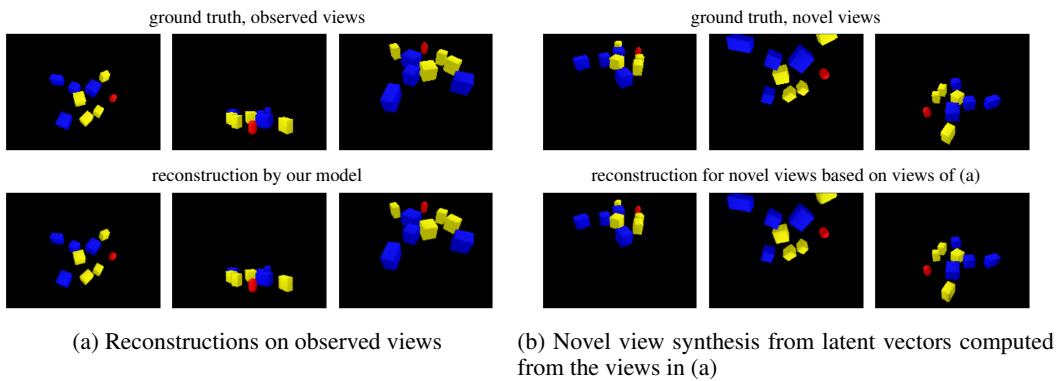 ground truth, observed views
ground truth, novel views
reconstruction by our model
reconstruction for novel views based on views of (a)
(a) Reconstructions on observed views
(b) Novel view synthesis from latent vectors computed
from the views in (a)